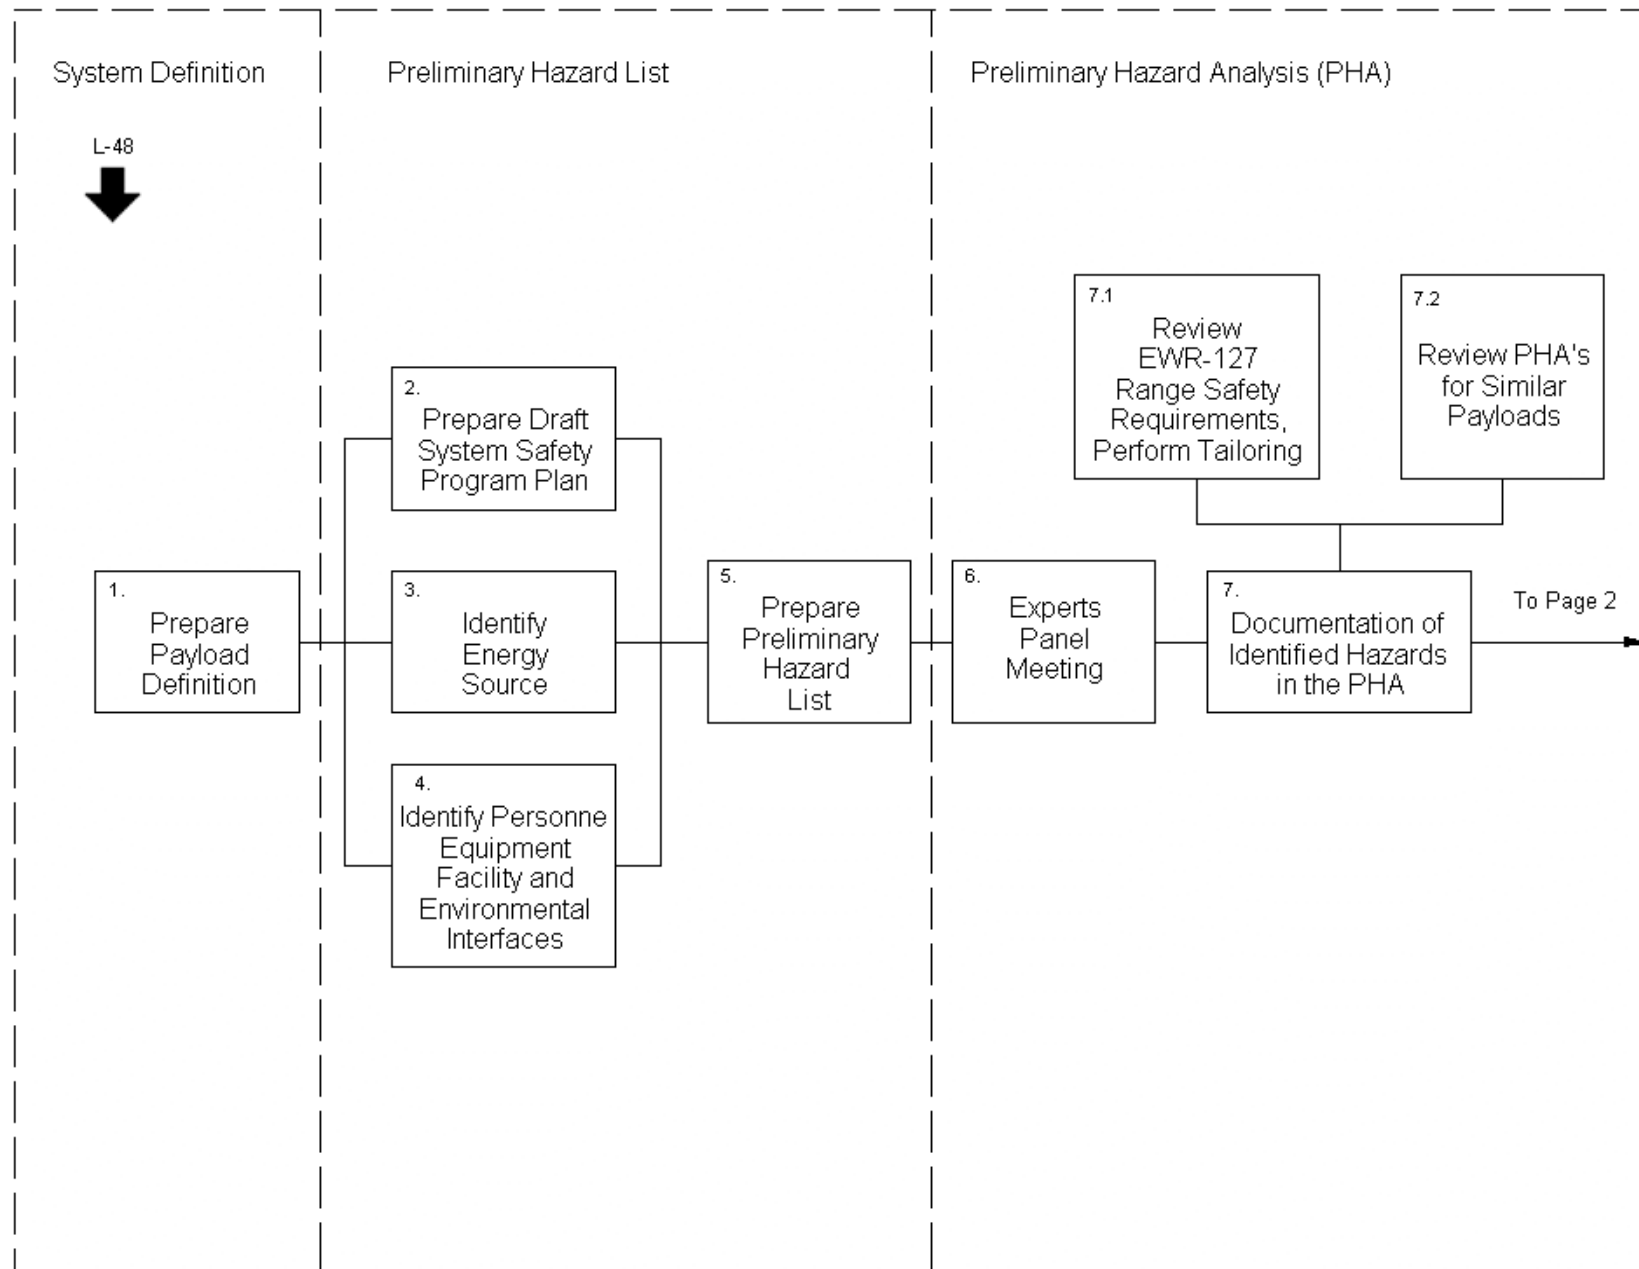 System Definition
Preliminary Hazard List
Preliminary Hazard Analysis (PHA)
L-48
1.
Prepare
Payload
Definition
2.
Prepare Draft
System Safety
Program Plan
3.
Identify
Energy
Source
4.
Identify Personne
Equipment
Facility and
Environmental
Interfaces
5.
Prepare
Preliminary
Hazard
List
6.
Experts
Panel
Meeting
7.1
Review
EWR-127
Range Safety
Requirements,
Perform Tailoring
7.2
Review PHA's
for Similar
Payloads
7.
Documentation of
Identified Hazards
in the PHA
To Page 2